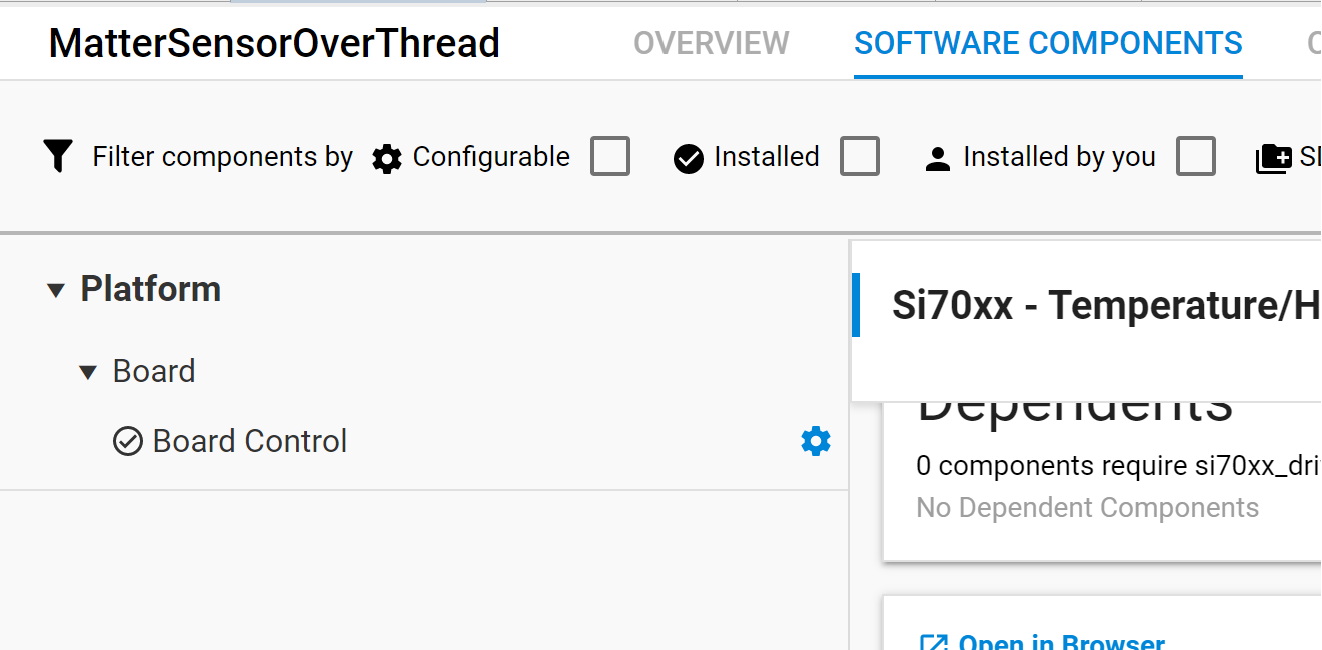 MatterSensorOverThread OVERVIEW SOFTWARE COMPONENTS
Filter components by Configurable Installed Installed by you
Platform
Si70xx - Temperature/H
Board
Board Control
Dependents
0 components require si70xx_dri
No Dependent Components
Open in Browser